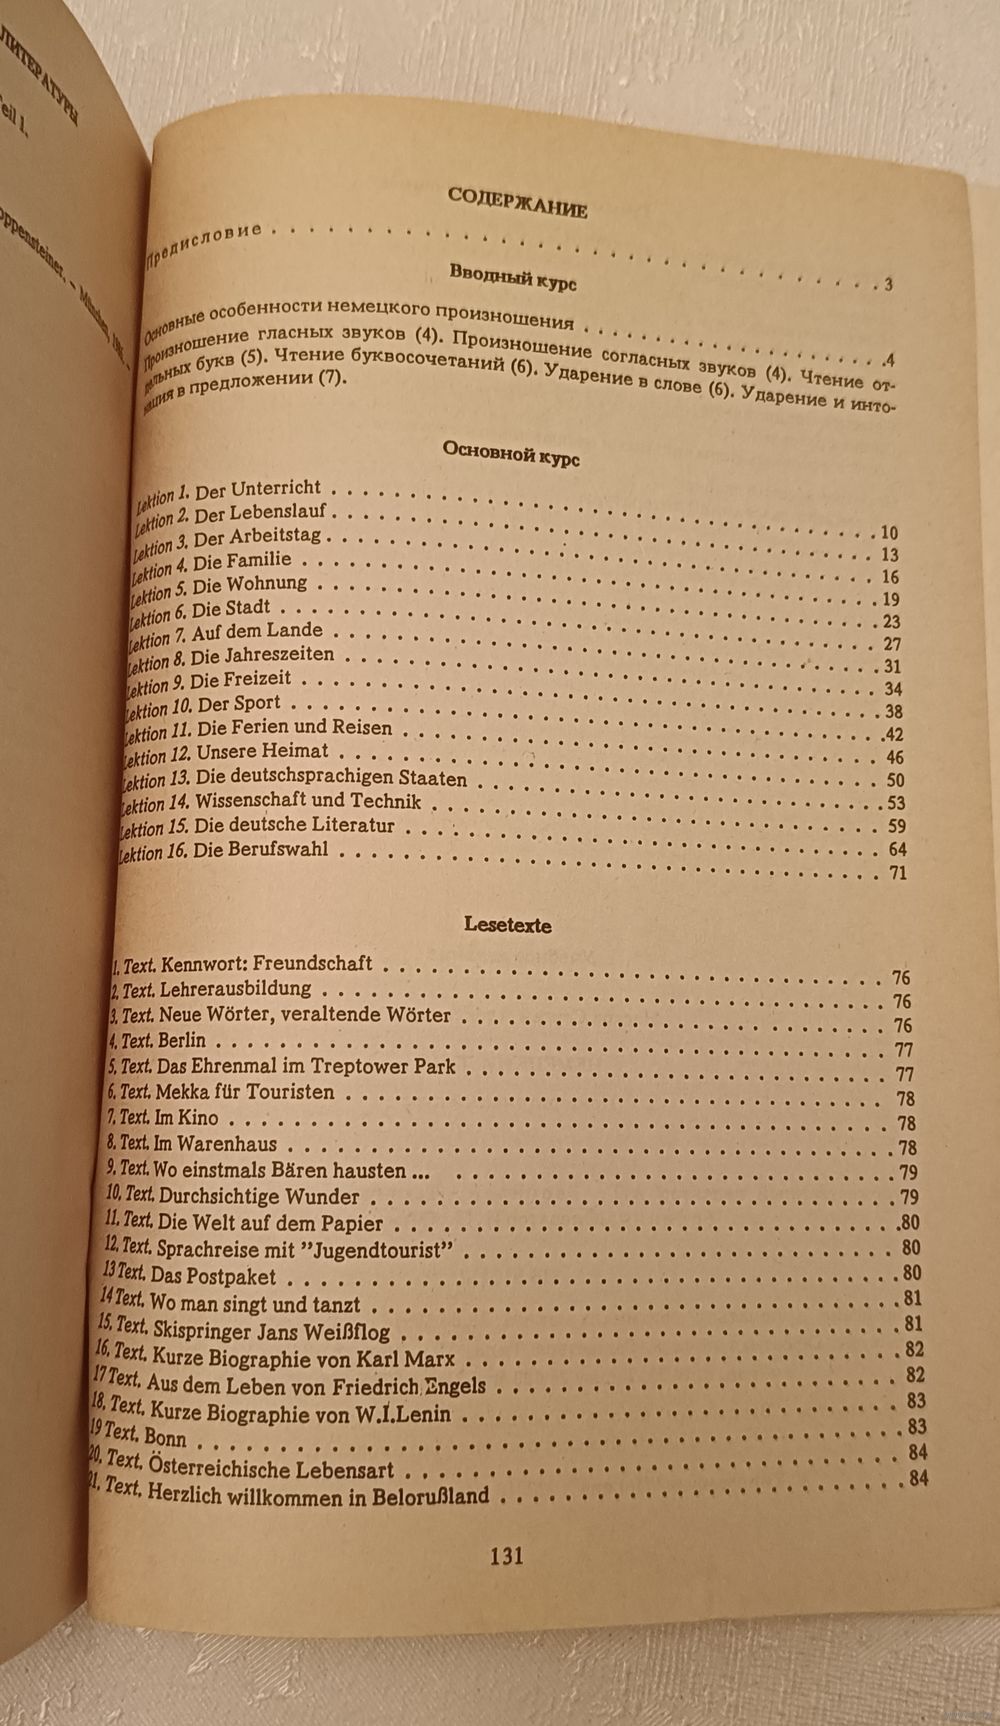 ЛИТЕРАТУРЫ
Teil 1.
oppensteiner. – München, 1986. –
СОДЕРЖАНИЕ
Предисловие . . . . . . . . . . . . . . . . . . . . . . . . . . . . 3
Вводный курс
Основные особенности немецкого произношения . . . . . . . . . . . . . . . .4
Произношение гласных звуков (4). Произношение согласных звуков (4). Чтение от-
дельных букв (5). Чтение буквосочетаний (6). Ударение в слове (6). Ударение и инто-
нация в предложении (7).
Основной курс
Lektion 1. Der Unterricht . . . . . . . . . . . . . . . . . . . . 10
Lektion 2. Der Lebenslauf . . . . . . . . . . . . . . . . . . . . 13
Lektion 3. Der Arbeitstag . . . . . . . . . . . . . . . . . . . . 16
Lektion 4. Die Familie . . . . . . . . . . . . . . . . . . . . 19
Lektion 5. Die Wohnung . . . . . . . . . . . . . . . . . . . . 23
Lektion 6. Die Stadt . . . . . . . . . . . . . . . . . . . . 27
Lektion 7. Auf dem Lande . . . . . . . . . . . . . . . . . . . . 31
Lektion 8. Die Jahreszeiten . . . . . . . . . . . . . . . . . . . . 34
Lektion 9. Die Freizeit . . . . . . . . . . . . . . . . . . . . 38
Lektion 10. Der Sport . . . . . . . . . . . . . . . . . . . . 42
Lektion 11. Die Ferien und Reisen . . . . . . . . . . . . . . . . . . . . 46
Lektion 12. Unsere Heimat . . . . . . . . . . . . . . . . . . . . 50
Lektion 13. Die deutschsprachigen Staaten . . . . . . . . . . . . . . . . . . . . 53
Lektion 14. Wissenschaft und Technik . . . . . . . . . . . . . . . . . . . . 59
Lektion 15. Die deutsche Literatur . . . . . . . . . . . . . . . . . . . . 64
Lektion 16. Die Berufswahl . . . . . . . . . . . . . . . . . . . . 71
Lesetexte
1. Text. Kennwort: Freundschaft . . . . . . . . . . . . . . . . . . . . 76
2. Text. Lehrerausbildung . . . . . . . . . . . . . . . . . . . . 76
3. Text. Neue Wörter, veraltende Wörter . . . . . . . . . . . . . . . . . . . . 76
4. Text. Berlin . . . . . . . . . . . . . . . . . . . . 77
5. Text. Das Ehrenmal im Treptower Park . . . . . . . . . . . . . . . . . . . . 77
6. Text. Mekka für Touristen . . . . . . . . . . . . . . . . . . . . 78
7. Text. Im Kino . . . . . . . . . . . . . . . . . . . . 78
8. Text. Im Warenhaus . . . . . . . . . . . . . . . . . . . . 78
9. Text. Wo einstmals Bären hausten ... . . . . . . . . . . . . . . . . . . . . 79
10. Text. Durchsichtige Wunder . . . . . . . . . . . . . . . . . . . . 79
11. Text. Die Welt auf dem Papier . . . . . . . . . . . . . . . . . . . . 80
12. Text. Sprachreise mit ”Jugendtourist” . . . . . . . . . . . . . . . . . . . . 80
13 Text. Das Postpaket . . . . . . . . . . . . . . . . . . . . 80
14 Text. Wo man singt und tanzt . . . . . . . . . . . . . . . . . . . . 81
15. Text. Skispringer Jans Weißflog . . . . . . . . . . . . . . . . . . . . 81
16. Text. Kurze Biographie von Karl Marx . . . . . . . . . . . . . . . . . . . . 82
17 Text. Aus dem Leben von Friedrich Engels . . . . . . . . . . . . . . . . . . . . 82
18. Text. Kurze Biographie von W.I.Lenin . . . . . . . . . . . . . . . . . . . . 83
19 Text. Bonn . . . . . . . . . . . . . . . . . . . . 83
20. Text. Österreichische Lebensart . . . . . . . . . . . . . . . . . . . . 84
21. Text. Herzlich willkommen in Belorußland . . . . . . . . . . . . . . . . . . . . 84
131